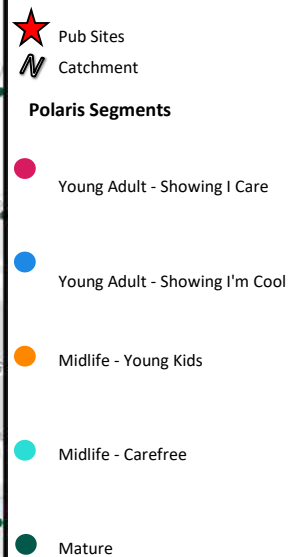 Pub Sites
Catchment
Polaris Segments
Young Adult - Showing I Care
Young Adult - Showing I'm Cool
Midlife - Young Kids
Midlife - Carefree
Mature